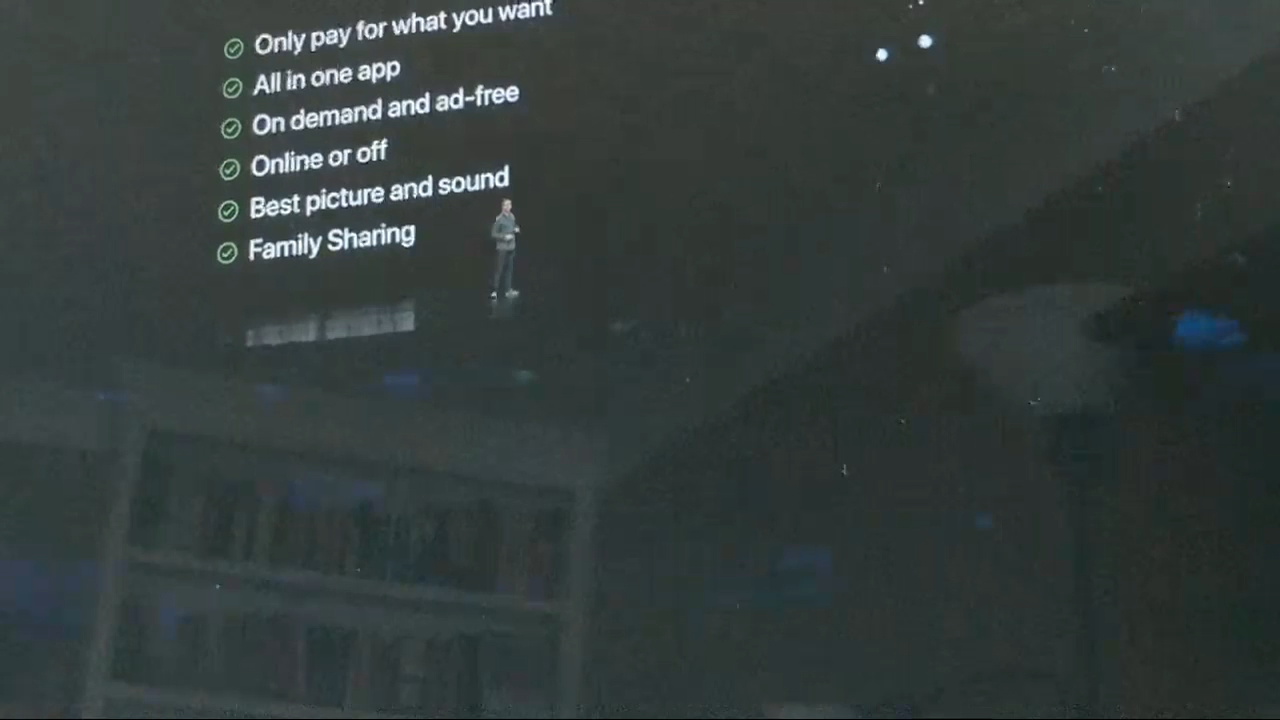 Only pay for what you want
All in one app
On demand and ad-free
Online or off
Best picture and sound
Family Sharing